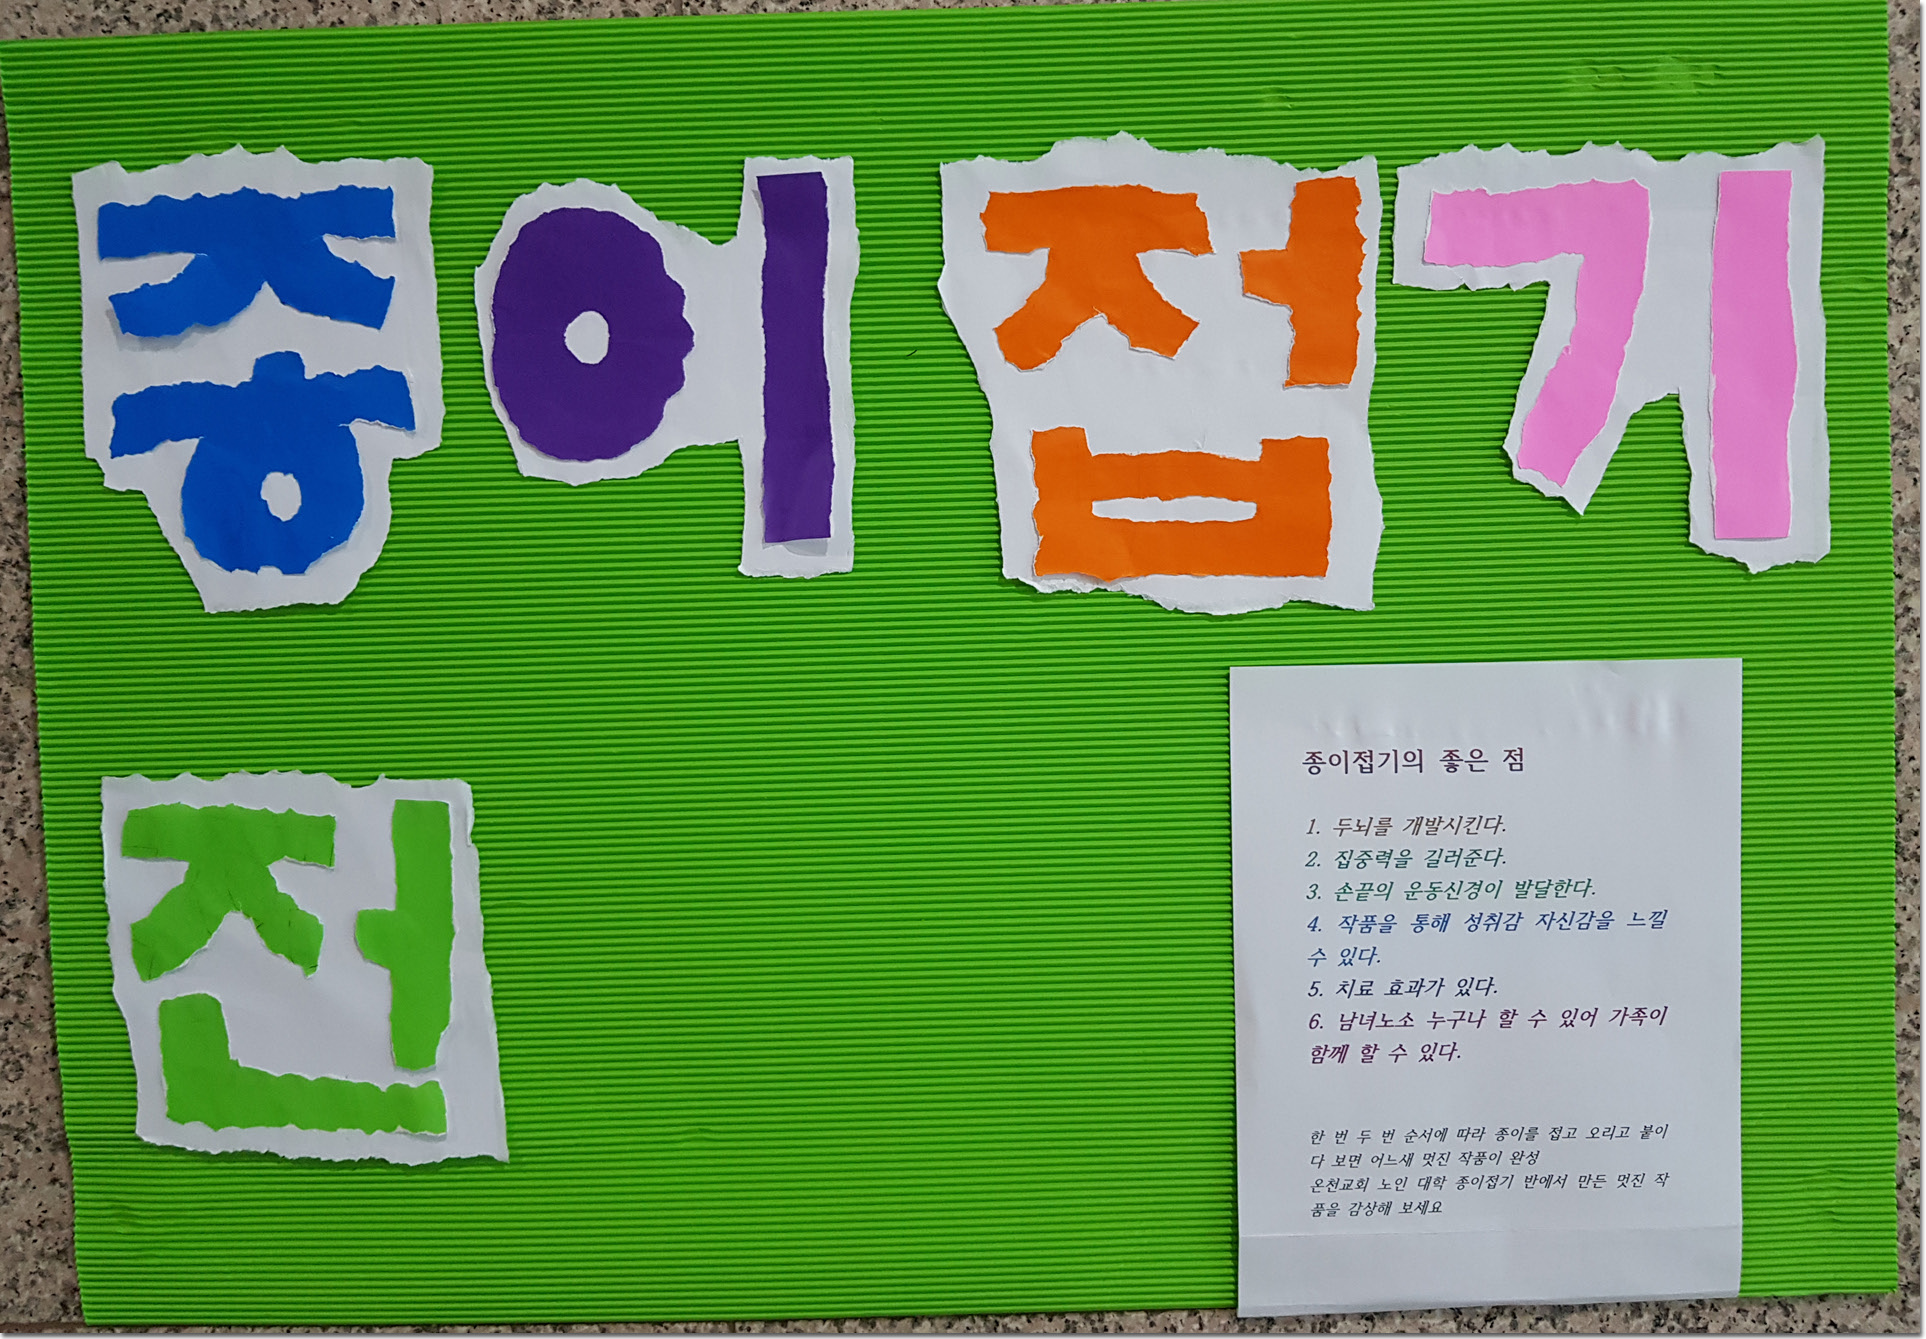 종이접기
전
종이접기의 좋은 점
1. 두뇌를 개발시킨다.
2. 집중력을 길러준다.
3. 손끝의 운동신경이 발달한다.
4. 작품을 통해 성취감 자신감을 느낄
수 있다.
5. 치료 효과가 있다.
6. 남녀노소 누구나 할 수 있어 가족이
함께 할 수 있다.
한 번 두 번 순서에 따라 종이를 접고 오리고 붙이
다 보면 어느새 멋진 작품이 완성
온천교회 노인 대학 종이접기 반에서 만든 멋진 작
품을 감상해 보세요